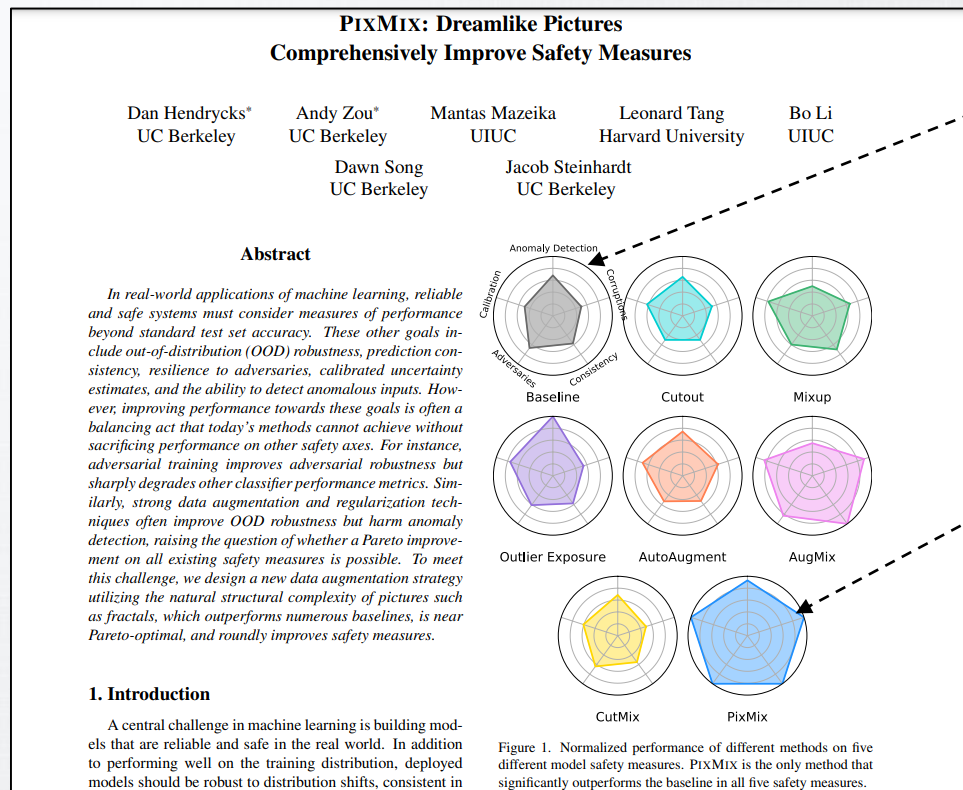 PIXMIX: Dreamlike Pictures
Comprehensively Improve Safety Measures
Dan Hendrycks*
UC Berkeley
Andy Zou*
UC Berkeley
Mantas Mazeika
UIUC
Leonard Tang
Harvard University
Bo Li
UIUC
Dawn Song
UC Berkeley
Jacob Steinhardt
UC Berkeley
Abstract
In real-world applications of machine learning, reliable
and safe systems must consider measures of performance
beyond standard test set accuracy. These other goals in-
clude out-of-distribution (OOD) robustness, prediction con-
sistency, resilience to adversaries, calibrated uncertainty
estimates, and the ability to detect anomalous inputs. How-
ever, improving performance towards these goals is often a
balancing act that today's methods cannot achieve without
sacrificing performance on other safety axes. For instance,
adversarial training improves adversarial robustness but
sharply degrades other classifier performance metrics. Sim-
ilarly, strong data augmentation and regularization tech-
niques often improve OOD robustness but harm anomaly
detection, raising the question of whether a Pareto improve-
ment on all existing safety measures is possible. To meet
this challenge, we design a new data augmentation strategy
utilizing the natural structural complexity of pictures such
as fractals, which outperforms numerous baselines, is near
Pareto-optimal, and roundly improves safety measures.
1. Introduction
A central challenge in machine learning is building mod-
els that are reliable and safe in the real world. In addition
to performing well on the training distribution, deployed
models should be robust to distribution shifts, consistent in
Anomaly Detection
Calibration
Corruptions
Adversaries
Consistency
Baseline
Cutout
Mixup
Outlier Exposure
AutoAugment
AugMix
CutMix
PixMix
Figure 1. Normalized performance of different methods on five
different model safety measures. PIXMIX is the only method that
significantly outperforms the baseline in all five safety measures.